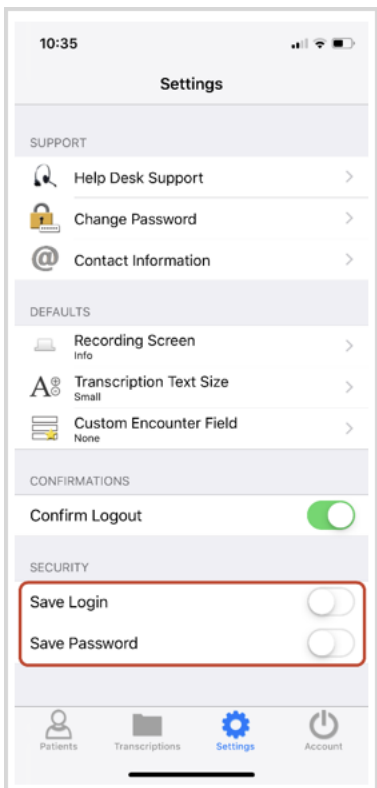 10:35
Settings
SUPPORT
Help Desk Support
Change Password
@ Contact Information
DEFAULTS
Recording Screen
Info
A Transcription Text Size
Small
Custom Encounter Field
None
CONFIRMATIONS
Confirm Logout
SECURITY
Save Login
Save Password
Patients Transcriptions Settings Account